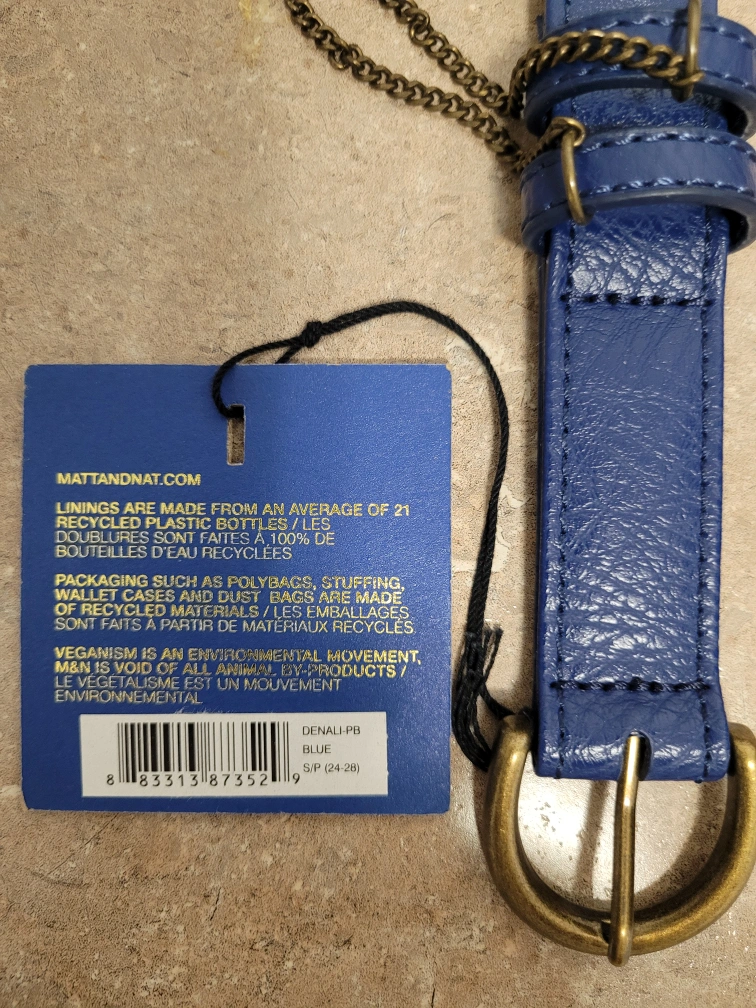 MATTANDNAT.COM
LININGS ARE MADE FROM AN AVERAGE OF 21
RECYCLED PLASTIC BOTTLES / LES
DOUBLURES SONT FAITES À 100% DE
BOUTEILLES D'EAU RECYCLÉES
PACKAGING SUCH AS POLYBAGS, STUFFING,
WALLET CASES AND DUST BAGS ARE MADE
OF RECYCLED MATERIALS / LES EMBALLAGES
SONT FAITS À PARTIR DE MATÉRIAUX RECYCLÉS.
VEGANISM IS AN ENVIRONMENTAL MOVEMENT,
M&N IS VOID OF ALL ANIMAL BY-PRODUCTS /
LE VÉGÉTALISME EST UN MOUVEMENT
ENVIRONNEMENTAL
DENALI-PB
BLUE
S/P (24-28)
8 83313 87352 9